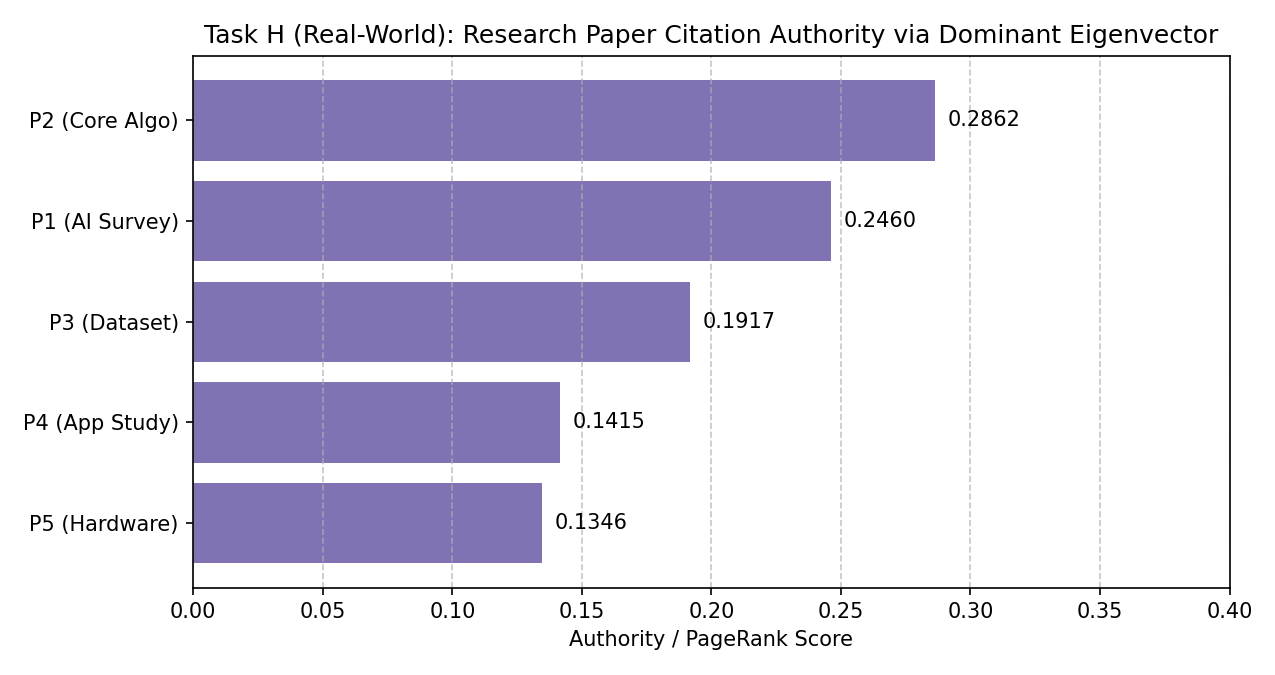 Task H (Real-World): Research Paper Citation Authority via Dominant Eigenvector
P2 (Core Algo) 0.2862
P1 (AI Survey) 0.2460
P3 (Dataset) 0.1917
P4 (App Study) 0.1415
P5 (Hardware) 0.1346
0.00 0.05 0.10 0.15 0.20 0.25 0.30 0.35 0.40
Authority / PageRank Score